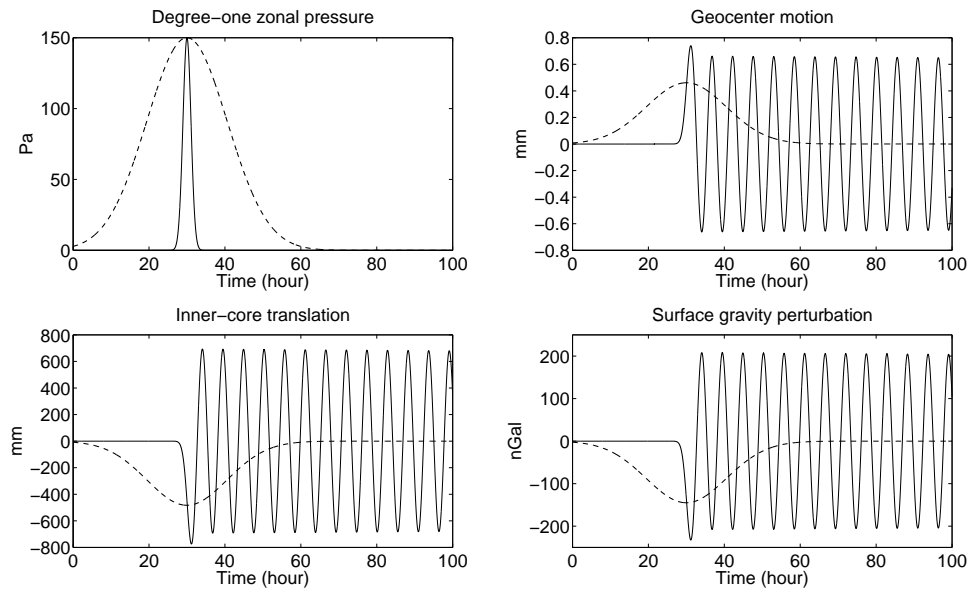 Degree−one zonal pressure
150
100
50
0
Pa
0 20 40 60 80 100
Time (hour)
Geocenter motion
0.8
0.6
0.4
0.2
0
−0.2
−0.4
−0.6
−0.8
mm
0 20 40 60 80 100
Time (hour)
Inner−core translation
800
600
400
200
0
−200
−400
−600
−800
mm
0 20 40 60 80 100
Time (hour)
Surface gravity perturbation
200
100
0
−100
−200
nGal
0 20 40 60 80 100
Time (hour)